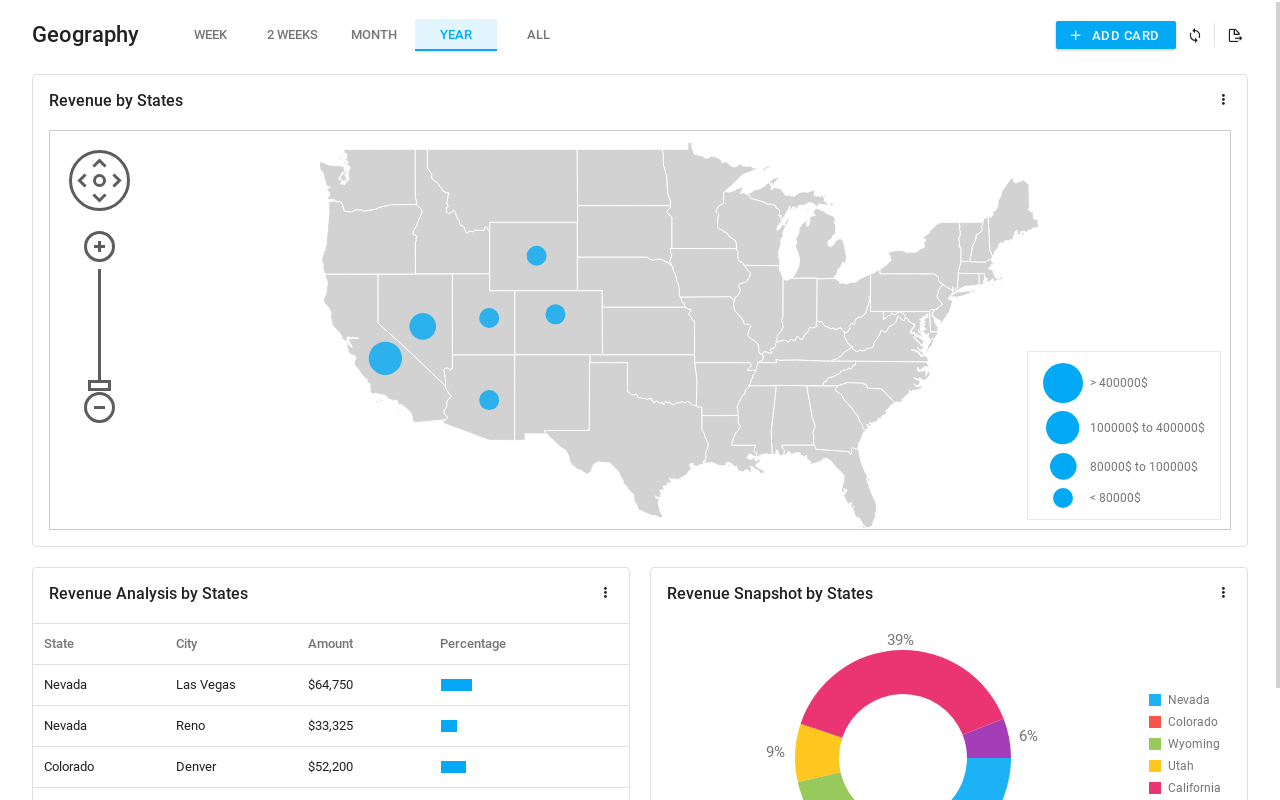 Geography
WEEK
2 WEEKS
MONTH
YEAR
ALL
ADD CARD
Revenue by States
> 400000$
100000$ to 400000$
80000$ to 100000$
< 80000$
Revenue Analysis by States
State City Amount Percentage
Nevada Las Vegas $64,750
Nevada Reno $33,325
Colorado Denver $52,200
Revenue Snapshot by States
39%
6%
9%
Nevada
Colorado
Wyoming
Utah
California